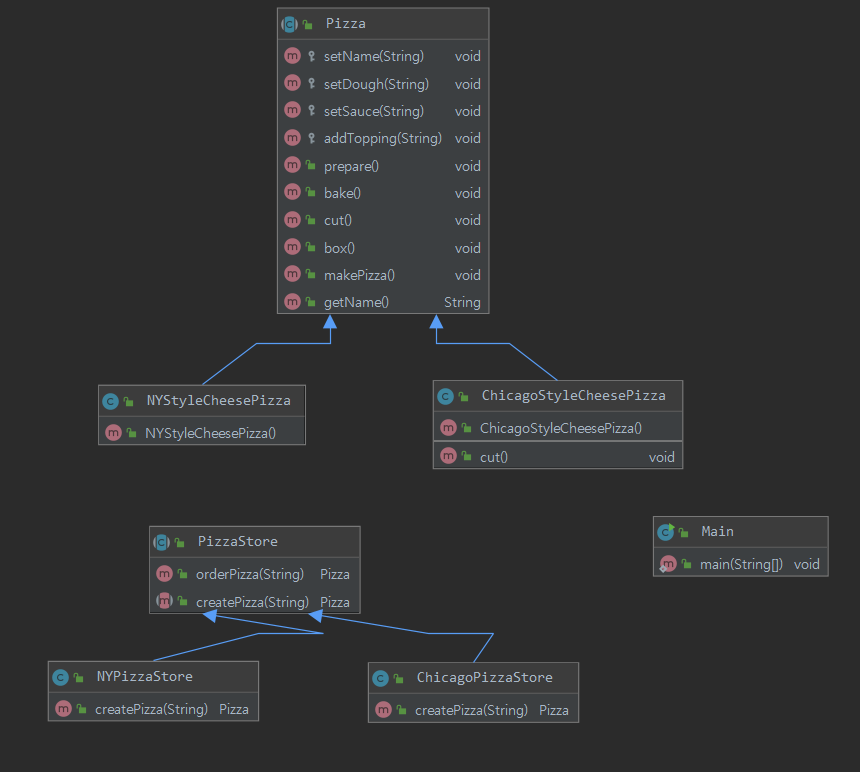 Pizza
setName(String) void
setDough(String) void
setSauce(String) void
addTopping(String) void
prepare() void
bake() void
cut() void
box() void
makePizza() void
getName() String
NYStyleCheesePizza
NYStyleCheesePizza()
ChicagoStyleCheesePizza
ChicagoStyleCheesePizza()
cut() void
PizzaStore
orderPizza(String) Pizza
createPizza(String) Pizza
Main
main(String[]) void
NYPizzaStore
createPizza(String) Pizza
ChicagoPizzaStore
createPizza(String) Pizza